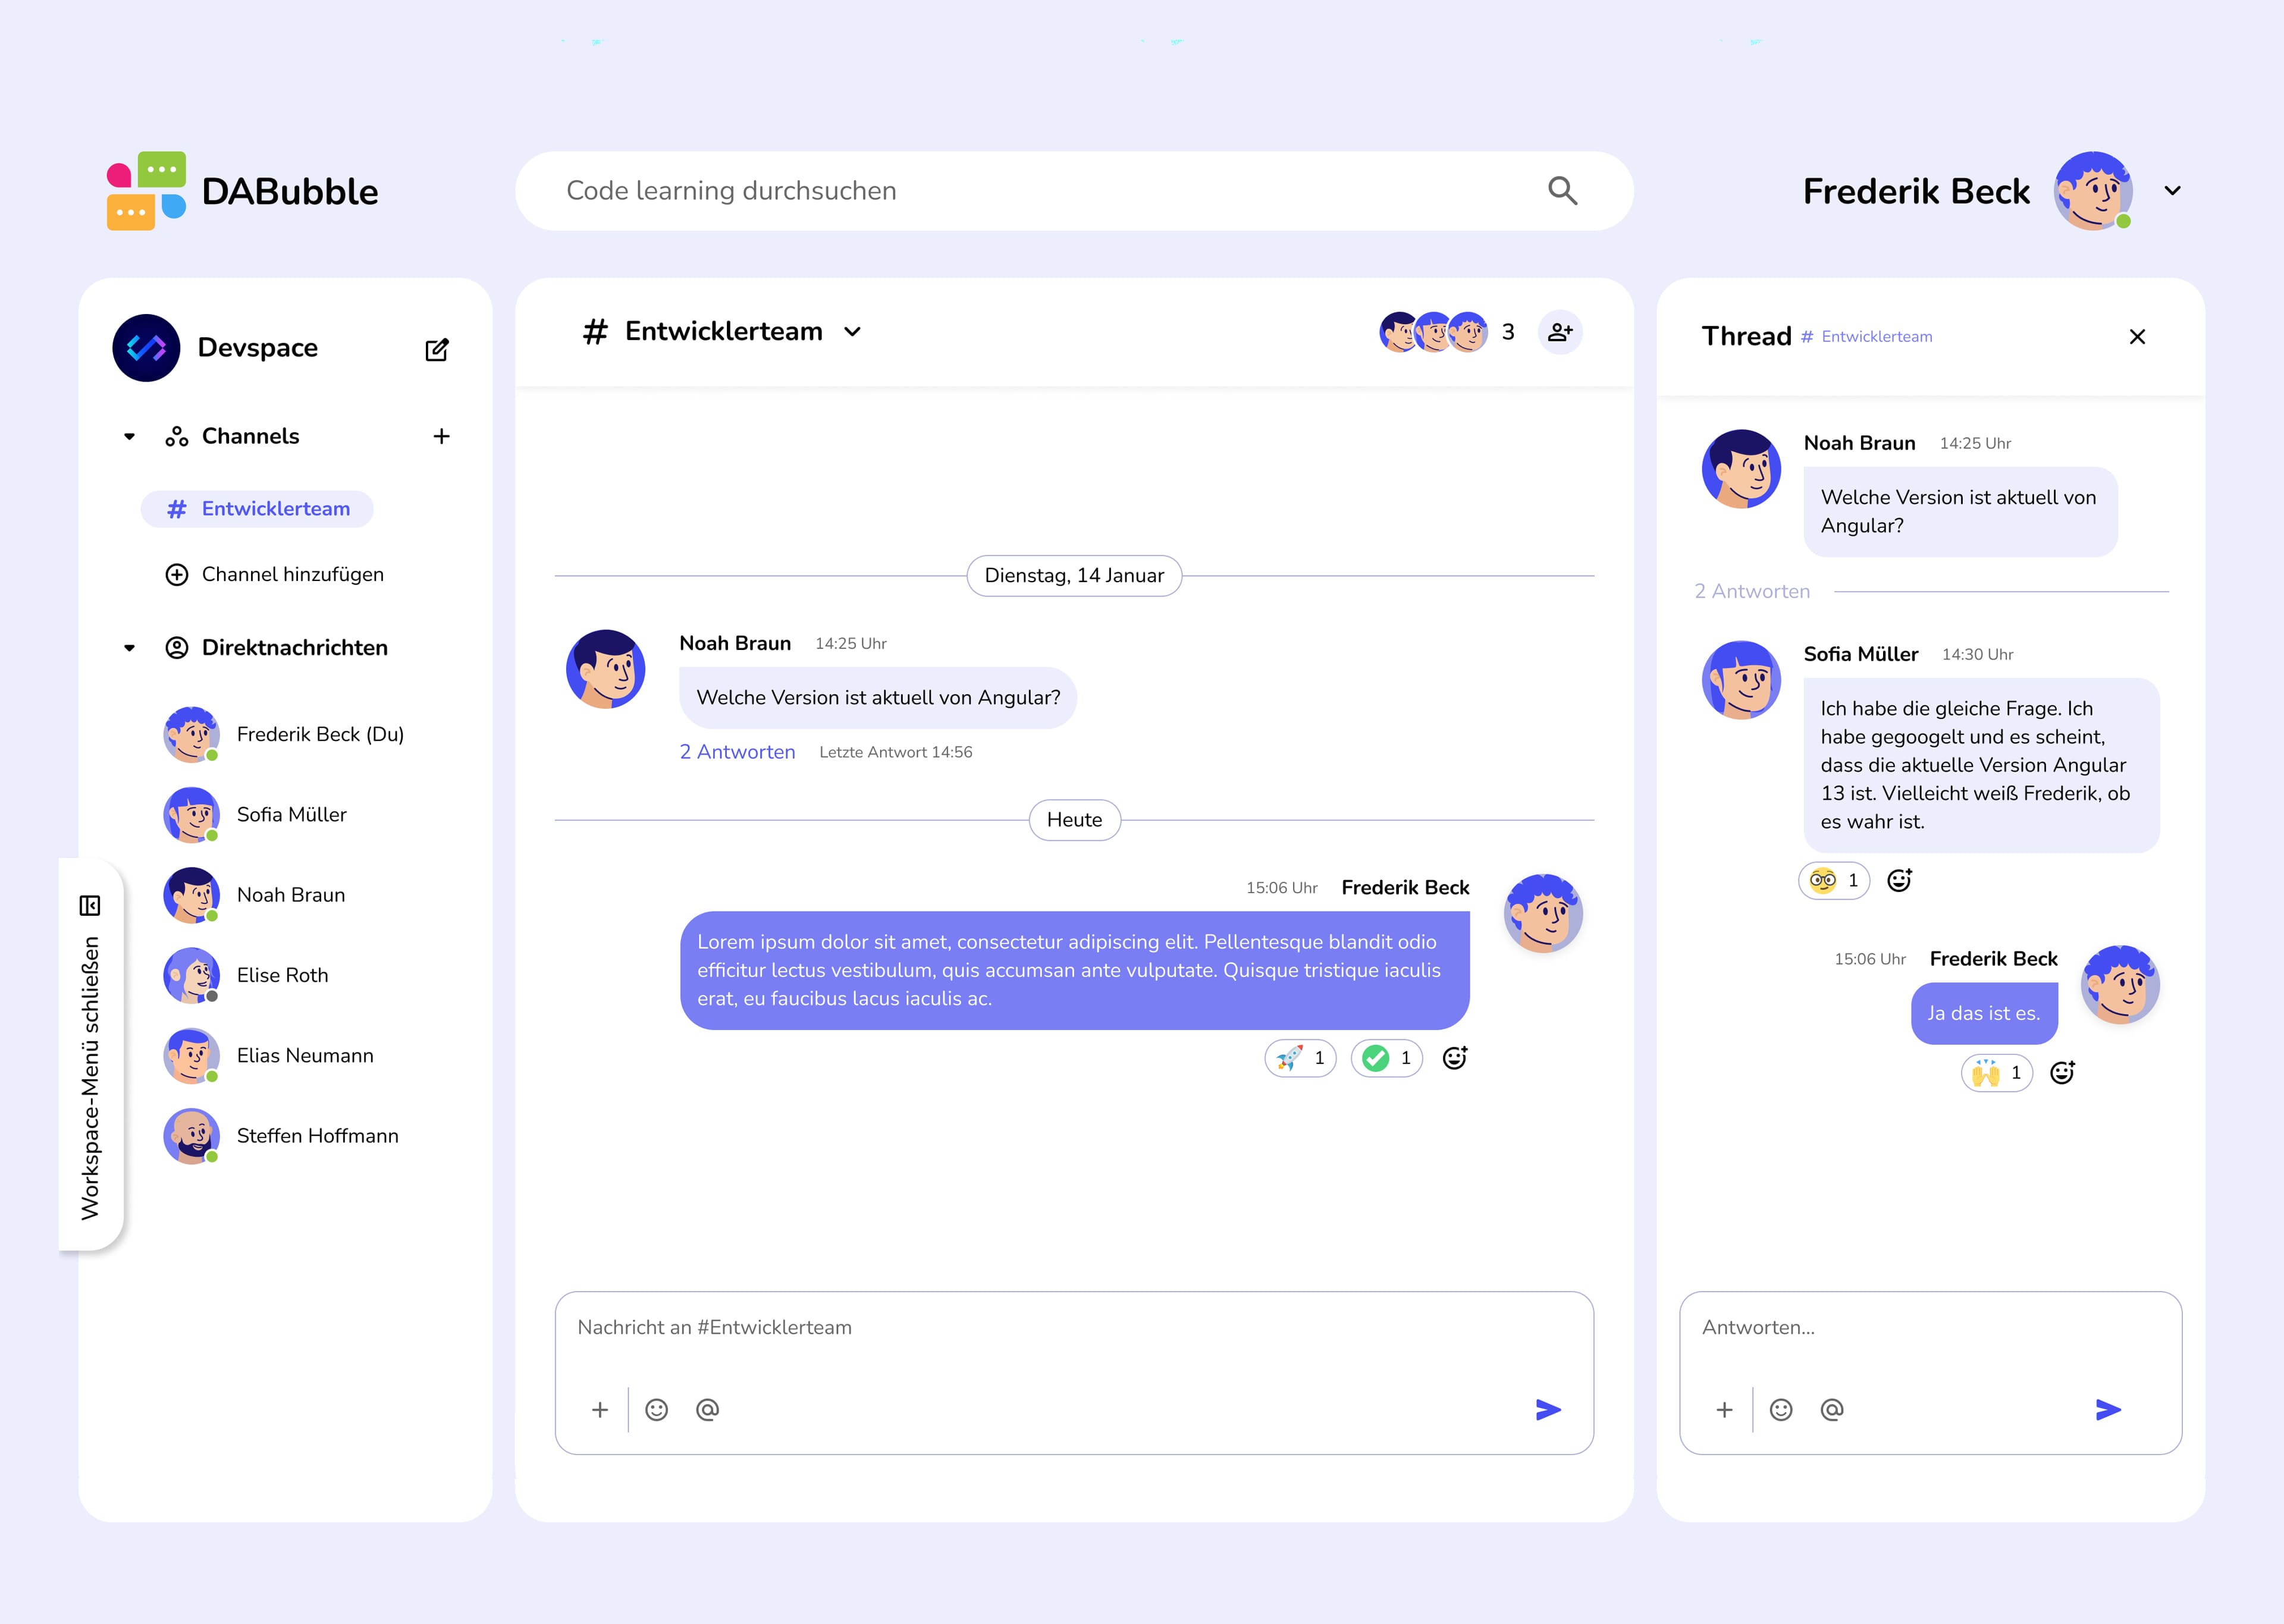 DABubble
Code learning durchsuchen
Frederik Beck
Devspace
Channels
# Entwicklerteam
Channel hinzufügen
Direktnachrichten
Frederik Beck (Du)
Sofia Müller
Noah Braun
Elise Roth
Elias Neumann
Steffen Hoffmann
Workspace-Menü schließen
# Entwicklerteam
3
Dienstag, 14 Januar
Noah Braun 14:25 Uhr
Welche Version ist aktuell von Angular?
2 Antworten Letzte Antwort 14:56
Heute
15:06 Uhr Frederik Beck
Lorem ipsum dolor sit amet, consectetur adipiscing elit. Pellentesque blandit odio
efficitur lectus vestibulum, quis accumsan ante vulputate. Quisque tristique iaculis
erat, eu faucibus lacus iaculis ac.
🚀 1 ✅ 1
Nachricht an #Entwicklerteam
+ @
Thread # Entwicklerteam
Noah Braun 14:25 Uhr
Welche Version ist aktuell von
Angular?
2 Antworten
Sofia Müller 14:30 Uhr
Ich habe die gleiche Frage. Ich
habe gegoogelt und es scheint,
dass die aktuelle Version Angular
13 ist. Vielleicht weiß Frederik, ob
es wahr ist.
🤓 1
15:06 Uhr Frederik Beck
Ja das ist es.
🙌 1
Antworten...
+ @